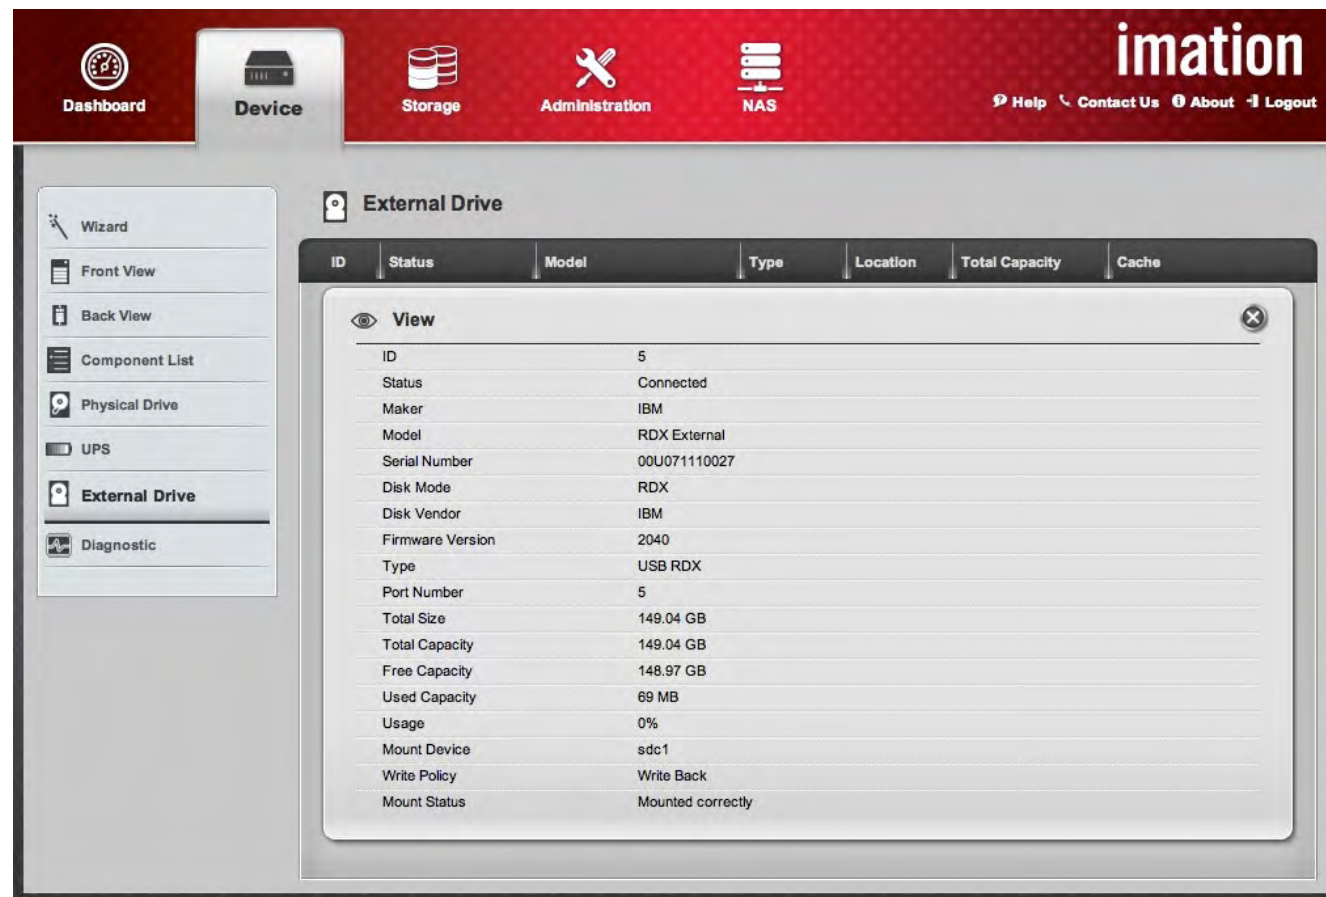 imation
Dashboard
Device
Storage
Administration
NAS
Help Contact Us About Logout
Wizard
Front View
Back View
Component List
Physical Drive
UPS
External Drive
Diagnostic
External Drive
ID Status Model Type Location Total Capacity Cache
View
ID 5
Status Connected
Maker IBM
Model RDX External
Serial Number 00U071110027
Disk Mode RDX
Disk Vendor IBM
Firmware Version 2040
Type USB RDX
Port Number 5
Total Size 149.04 GB
Total Capacity 149.04 GB
Free Capacity 148.97 GB
Used Capacity 69 MB
Usage 0%
Mount Device sdc1
Write Policy Write Back
Mount Status Mounted correctly